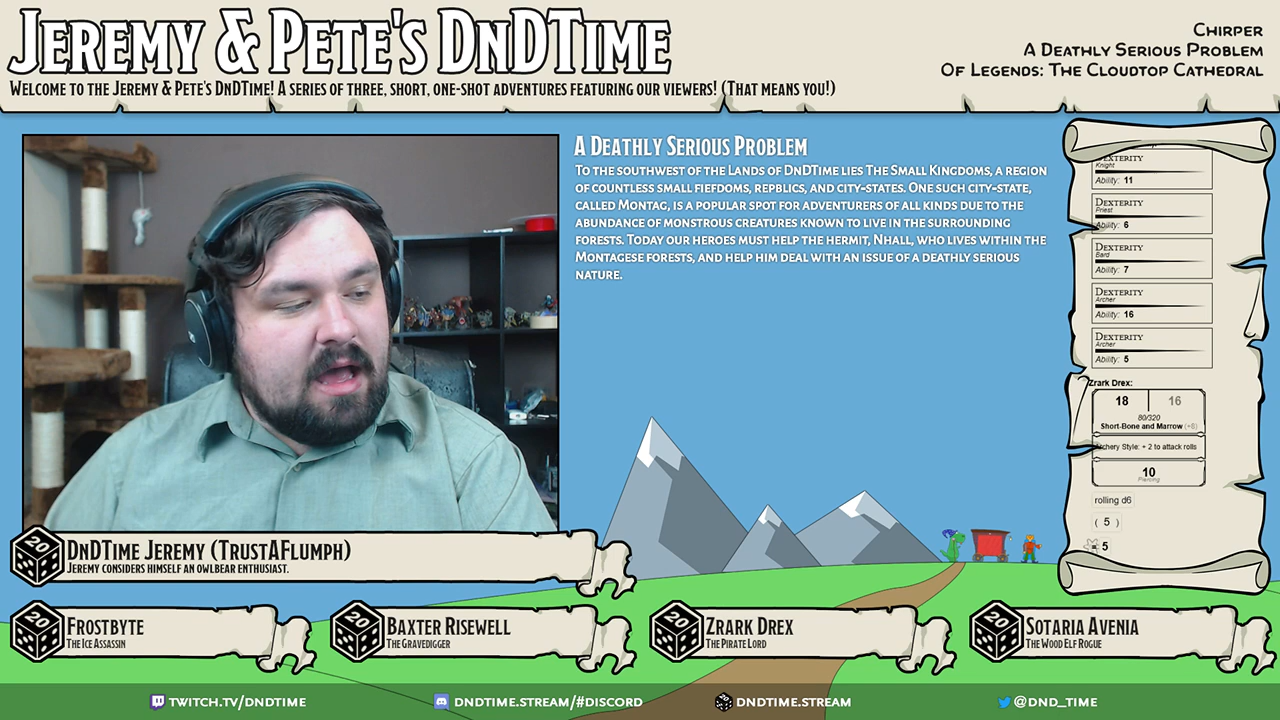 Jeremy & Pete's DnDTime
Welcome to the Jeremy & Pete's DnDTime! A series of three, short, one-shot adventures featuring our viewers! (That means you!)
Chirper
A Deathly Serious Problem
Of Legends: The Cloudtop Cathedral
A Deathly Serious Problem
To the southwest of the Lands of DnDTime lies The Small Kingdoms, a region
of countless small fiefdoms, repblics, and city-states. One such city-state,
called Montag, is a popular spot for adventurers of all kinds due to the
abundance of monstrous creatures known to live in the surrounding
forests. Today our heroes must help the hermit, Nhall, who lives within the
Montagese forests, and help him deal with an issue of a deathly serious
nature.
Dexterity
Knight
Ability: 11
Dexterity
Priest
Ability: 6
Dexterity
Bard
Ability: 7
Dexterity
Archer
Ability: 16
Dexterity
Archer
Ability: 5
Zrark Drex:
18 16
80/320
Short-Bone and Marrow (+8)
Archery Style: + 2 to attack rolls
10
Piercing
rolling d6
( 5 )
5
20 DnDTime Jeremy (TrustAFlumph)
Jeremy considers himself an owlbear enthusiast.
20 Frostbyte
The Ice Assassin
20 Baxter Risewell
The Gravedigger
20 Zrark Drex
The Pirate Lord
20 Sotaria Avenia
The Wood Elf Rogue
twitch.tv/dndtime
dndtime.stream/#discord
dndtime.stream
@dnd_time